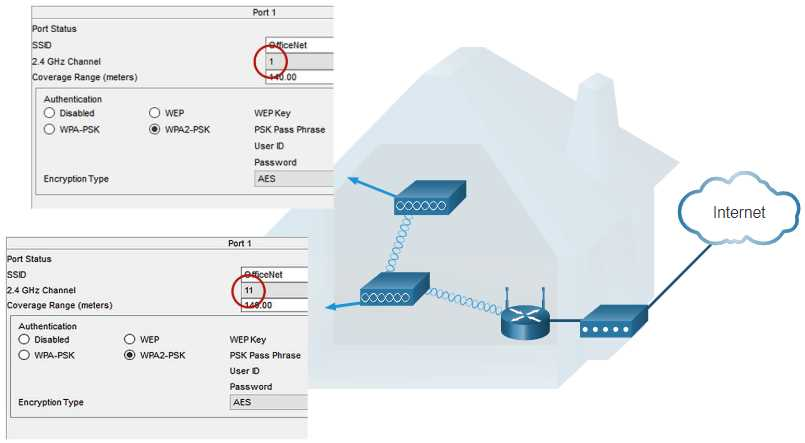 Port 1
Port Status
SSID OfficeNet
2.4 GHz Channel 1
Coverage Range (meters) 140.00
Authentication
Disabled WEP WEP Key
WPA-PSK WPA2-PSK PSK Pass Phrase
User ID
Password
Encryption Type AES
Internet
Port 1
Port Status
SSID OfficeNet
2.4 GHz Channel 11
Coverage Range (meters) 140.00
Authentication
Disabled WEP WEP Key
WPA-PSK WPA2-PSK PSK Pass Phrase
User ID
Password
Encryption Type AES